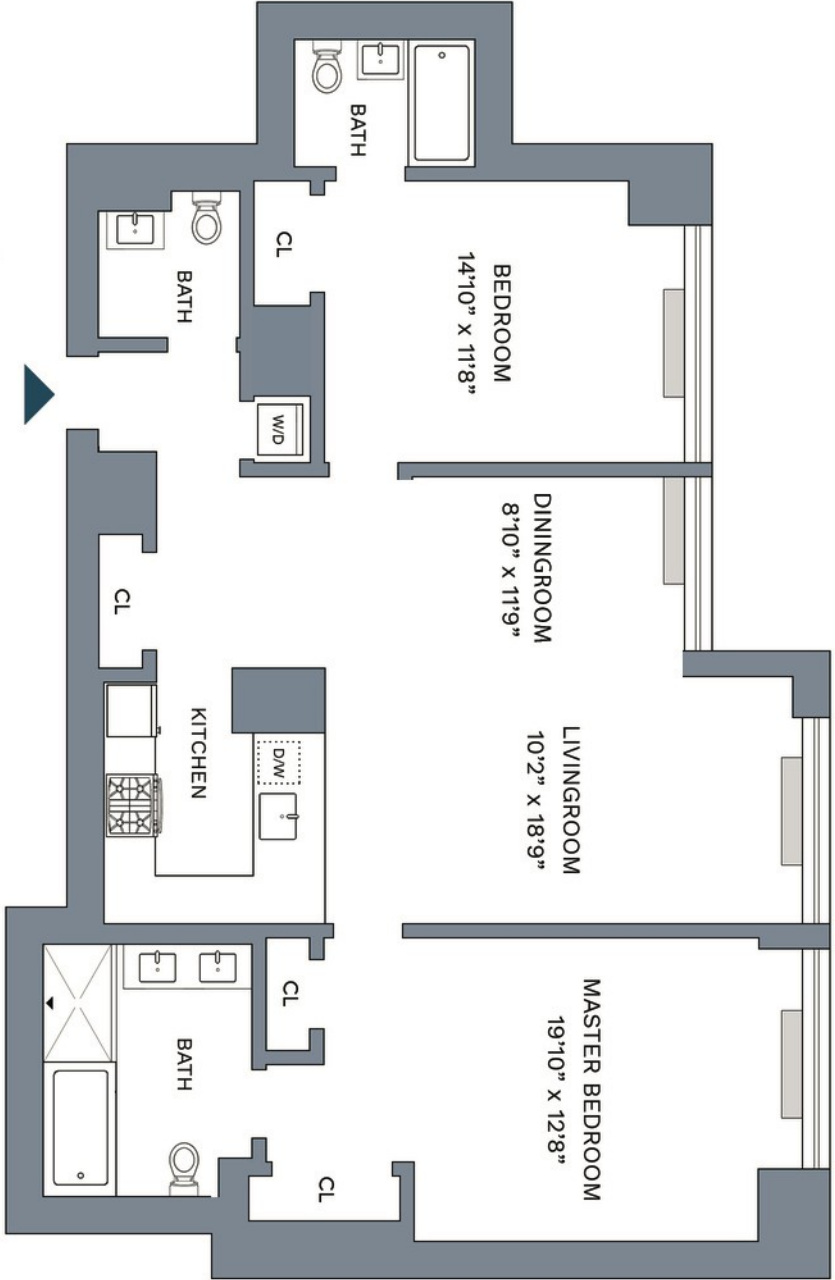 BATH
BEDROOM
14'10" x 11'8"
CL
BATH
W/D
DININGROOM
8'10" x 11'9"
CL
LIVINGROOM
10'2" x 18'9"
D/W
KITCHEN
MASTER BEDROOM
19'10" x 12'8"
CL
BATH
CL